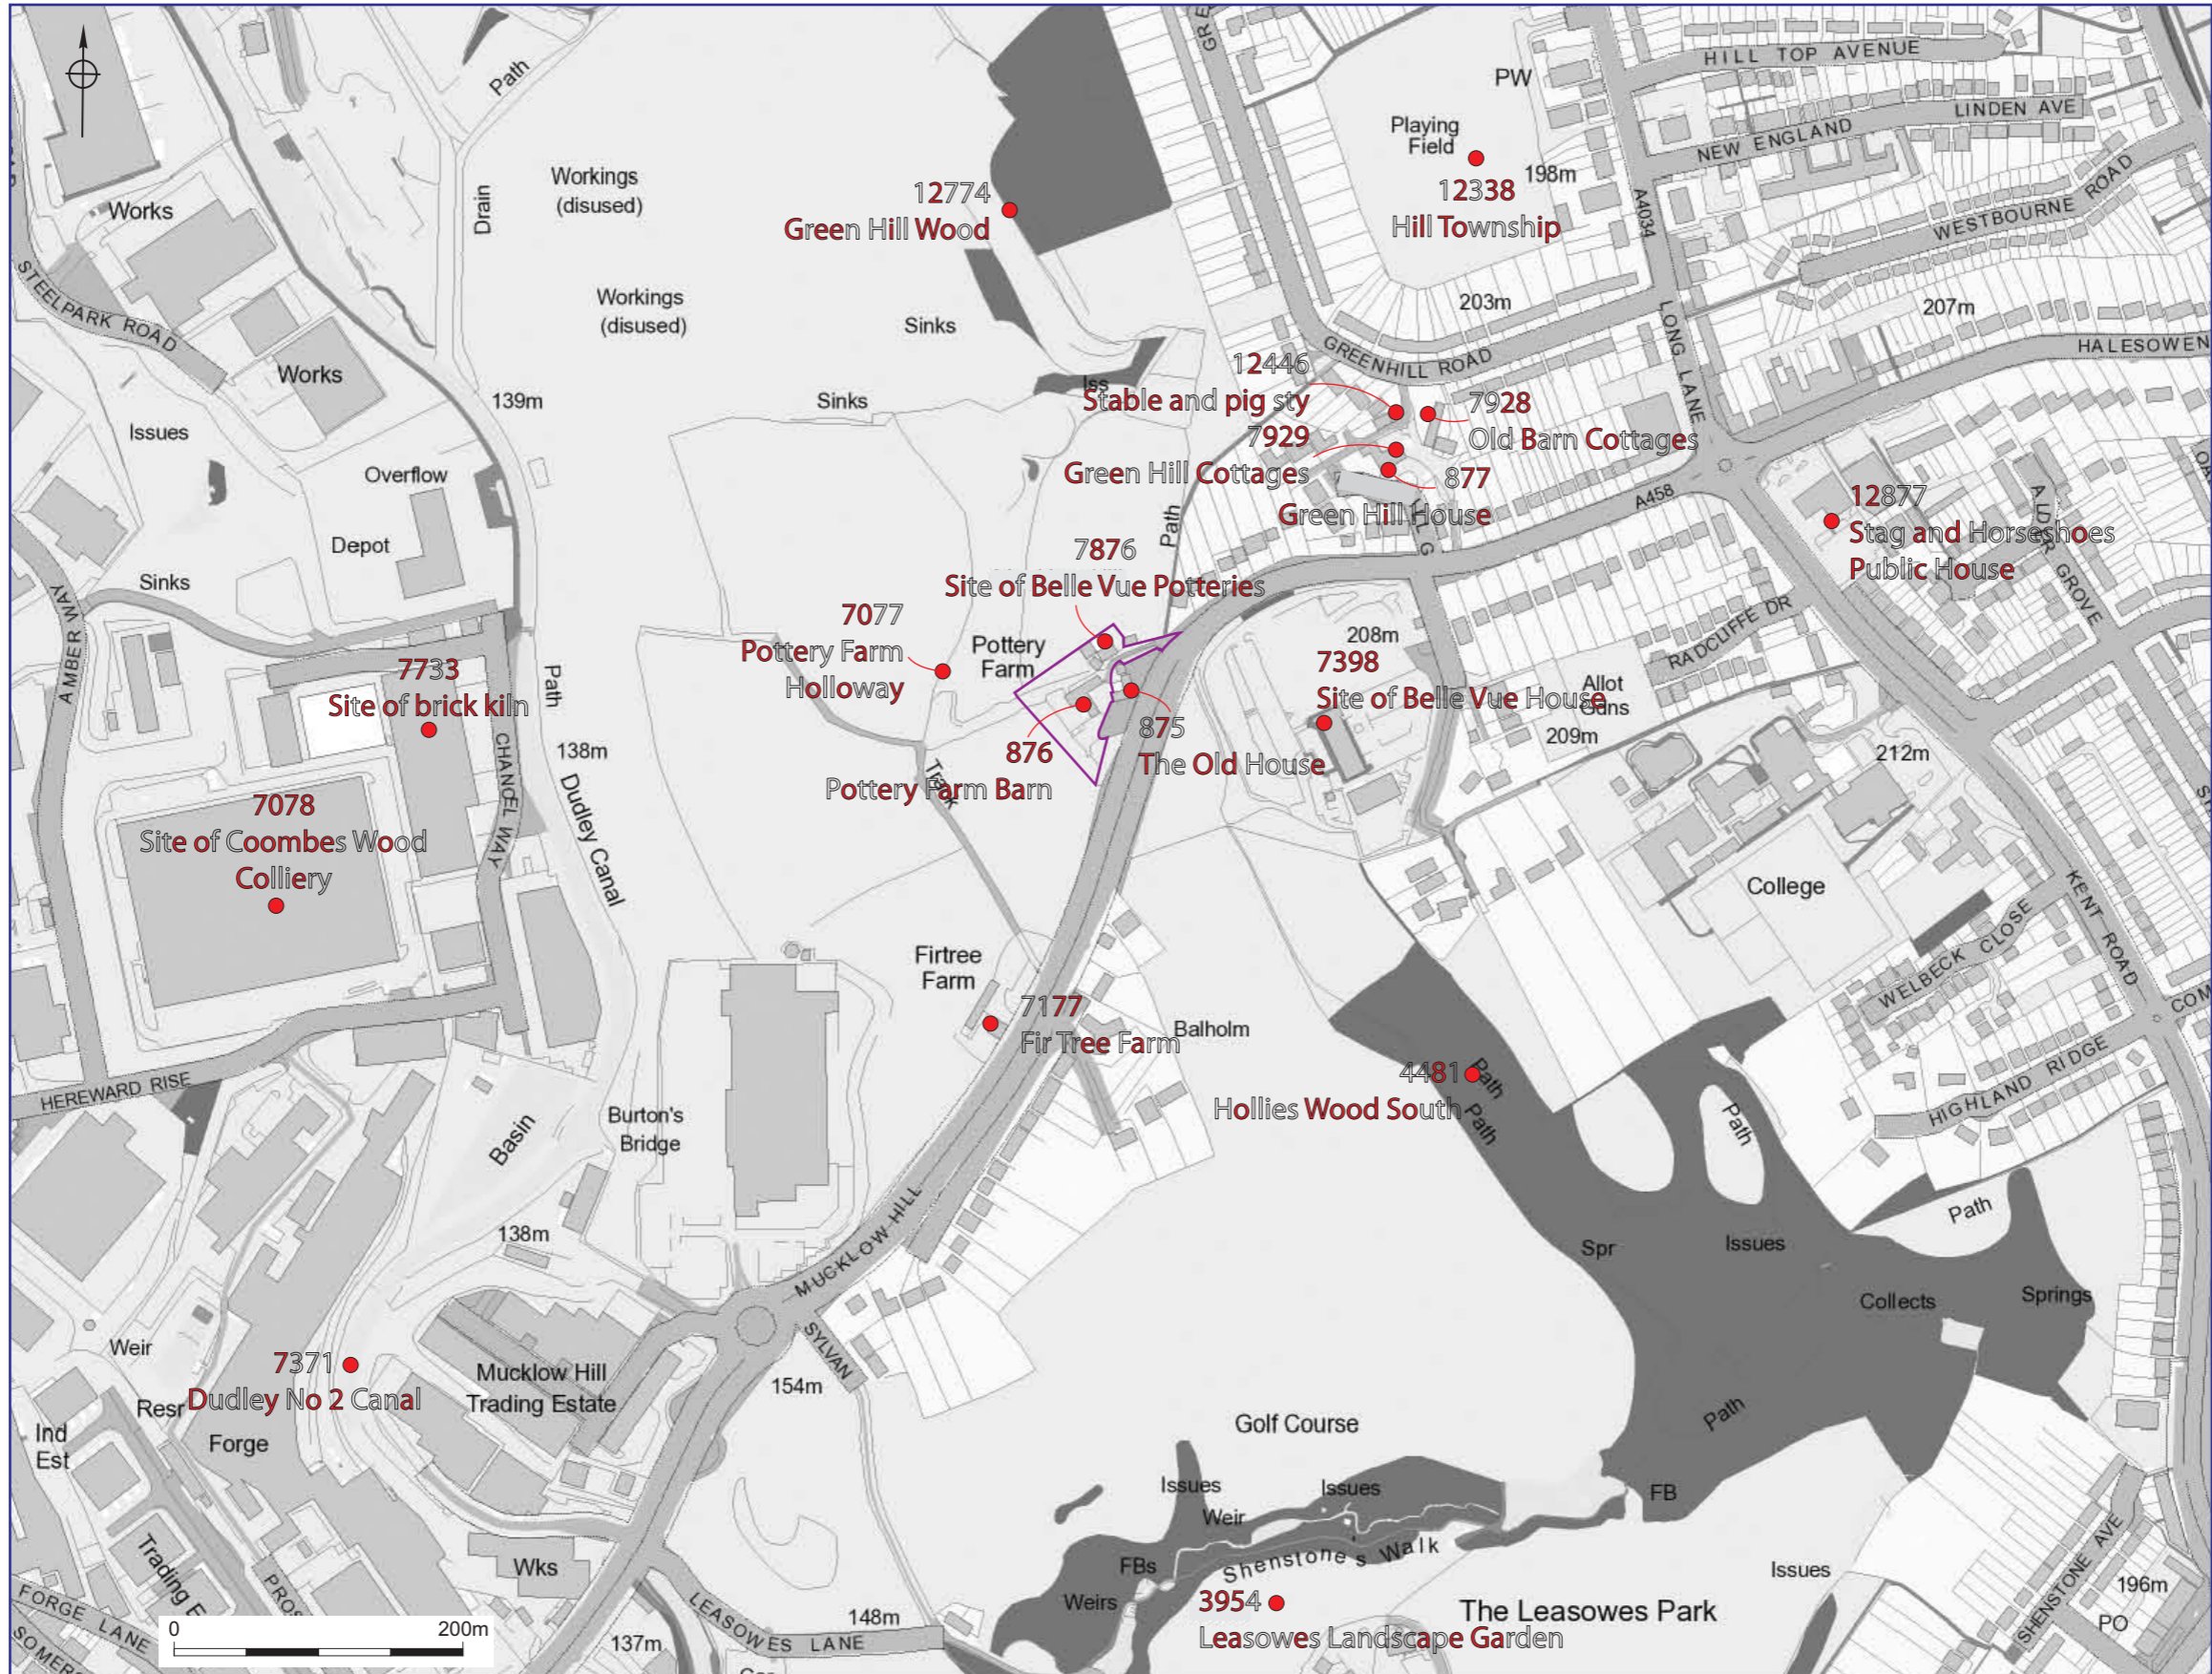 GRE
HILL TOP AVENUE
PW
Path
LINDEN AVE
NEW ENGLAND
Playing
Field
198m
12338
Hill Township
A4034
WESTBOURNE ROAD
Workings
(disused)
Drain
Works
12774
Green Hill Wood
STEELPARK ROAD
Workings
(disused)
Sinks
203m
207m
LONG LANE
HALESOWEN
GREENHILL ROAD
Works
139m
Sinks
Iss
12446
Stable and pig sty
7928
Old Barn Cottages
7929
Green Hill Cottages
877
Green Hill House
Issues
Overflow
Depot
Path
A458
12877
Stag and Horseshoes
Public House
GROVE
7876
Site of Belle Vue Potteries
Sinks
AMBER WAY
7077
Pottery Farm
Holloway
Pottery
Farm
208m
7398
Site of Belle Vue House
RADCLIFFE DR
Allot
Gdns
209m
212m
7733
Site of brick kiln
Path
138m
CHANCEL WAY
Dudley Canal
875
The Old House
876
Pottery Farm Barn
Track
7078
Site of Coombes Wood
Colliery
College
KENT ROAD
WELBECK CLOSE
Firtree
Farm
7177
Fir Tree Farm
Balholm
COM
HIGHLAND RIDGE
4481
Hollies Wood South
Path
Path
Path
HEREWARD RISE
Basin
Burton's
Bridge
138m
MUCKLOW HILL
Path
Spr
Issues
Collects
Springs
SYLVAN
Weir
7371
Dudley No 2 Canal
Mucklow Hill
Trading Estate
154m
Resr
Forge
Ind
Est
Golf Course
Path
Issues
Issues
Weir
FB
Trading E
Wks
FBs
Shenstone's Walk
Weirs
Issues
SHENSTONE AVE
196m
PO
3954
Leasowes Landscape Garden
The Leasowes Park
FORGE LANE
SOMERS
PROS
0
200m
137m
148m
LEASOWES LANE